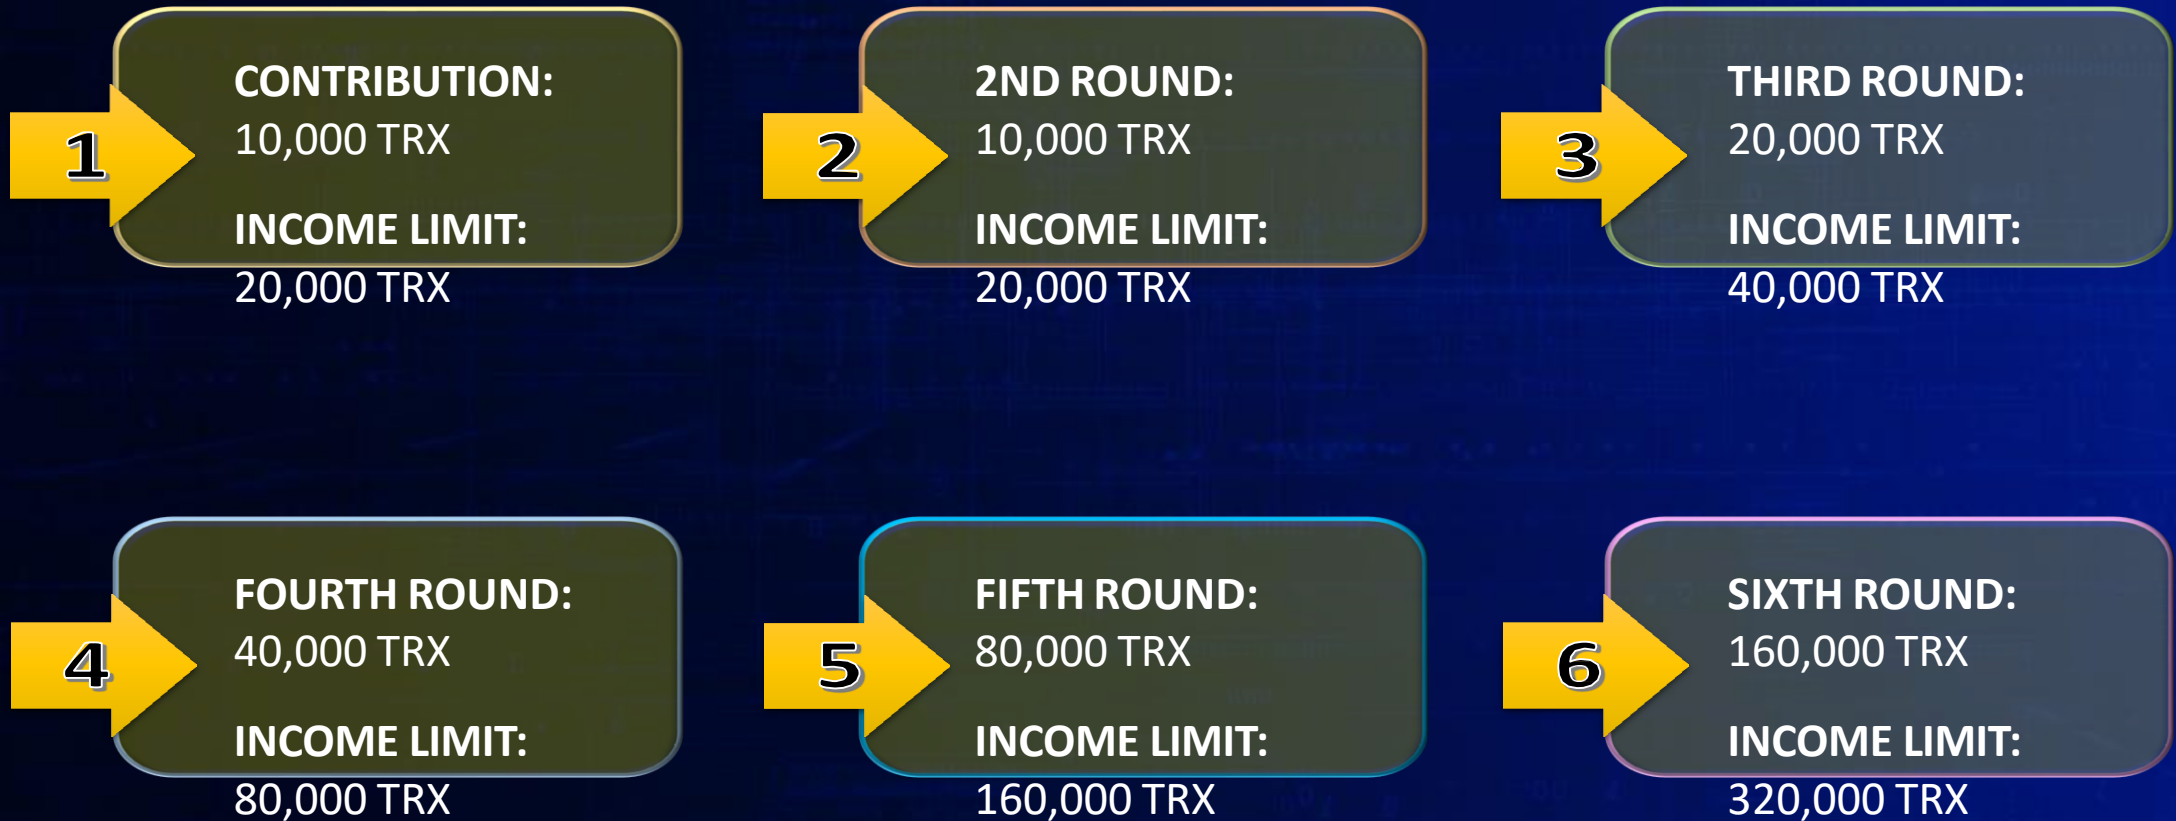 1
CONTRIBUTION:
10,000 TRX
INCOME LIMIT:
20,000 TRX
2
2ND ROUND:
10,000 TRX
INCOME LIMIT:
20,000 TRX
3
THIRD ROUND:
20,000 TRX
INCOME LIMIT:
40,000 TRX
4
FOURTH ROUND:
40,000 TRX
INCOME LIMIT:
80,000 TRX
5
FIFTH ROUND:
80,000 TRX
INCOME LIMIT:
160,000 TRX
6
SIXTH ROUND:
160,000 TRX
INCOME LIMIT:
320,000 TRX